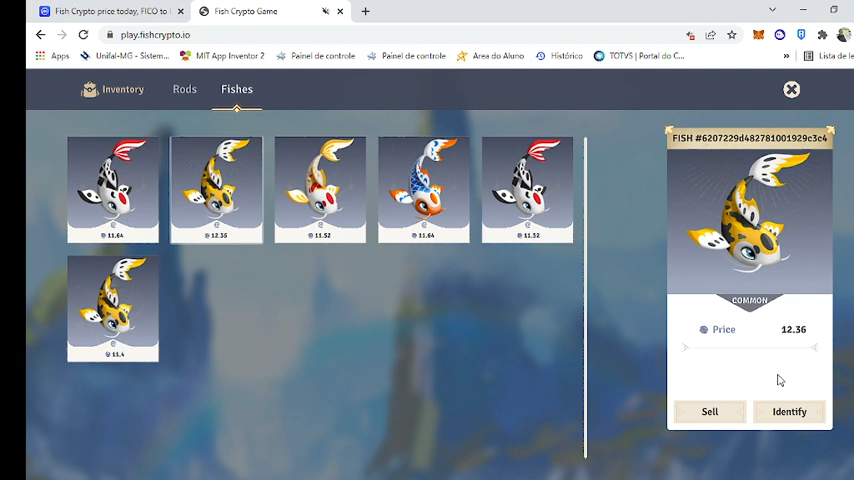 Fish Crypto price today, FICO to
Fish Crypto Game
play.fishcrypto.io
Apps
Unifal-MG - Sistem...
MIT App Inventor 2
Painel de controle
Painel de controle
Area do Aluno
Histórico
TOTVS | Portal do C...
Lista de le
Inventory
Rods
Fishes
FISH #6207229d482781001929c3c4
11.64
12.36
11.52
11.64
11.52
COMMON
Price
12.36
11.4
Sell
Identify